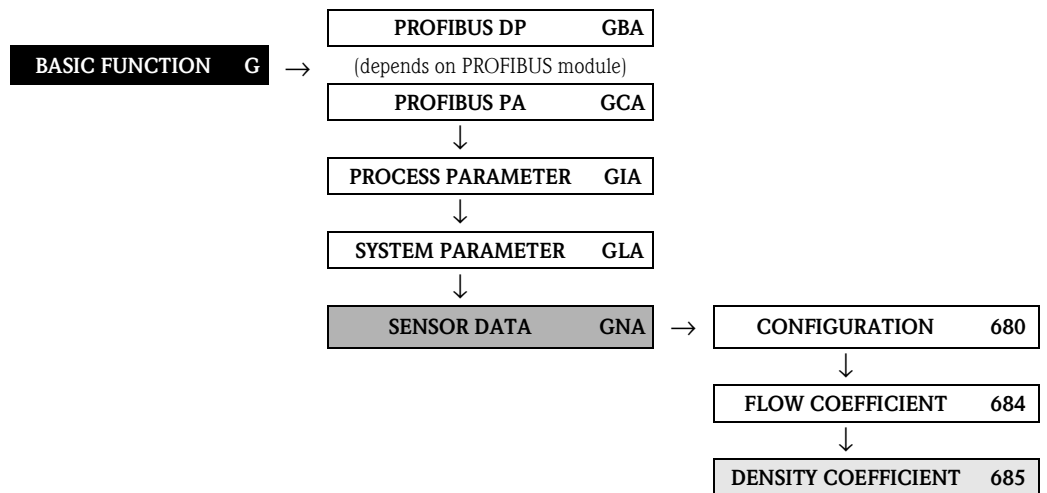 PROFIBUS DP GBA
BASIC FUNCTION G → (depends on PROFIBUS module)
PROFIBUS PA GCA
↓
PROCESS PARAMETER GIA
↓
SYSTEM PARAMETER GLA
↓
SENSOR DATA GNA → CONFIGURATION 680
↓
FLOW COEFFICIENT 684
↓
DENSITY COEFFICIENT 685